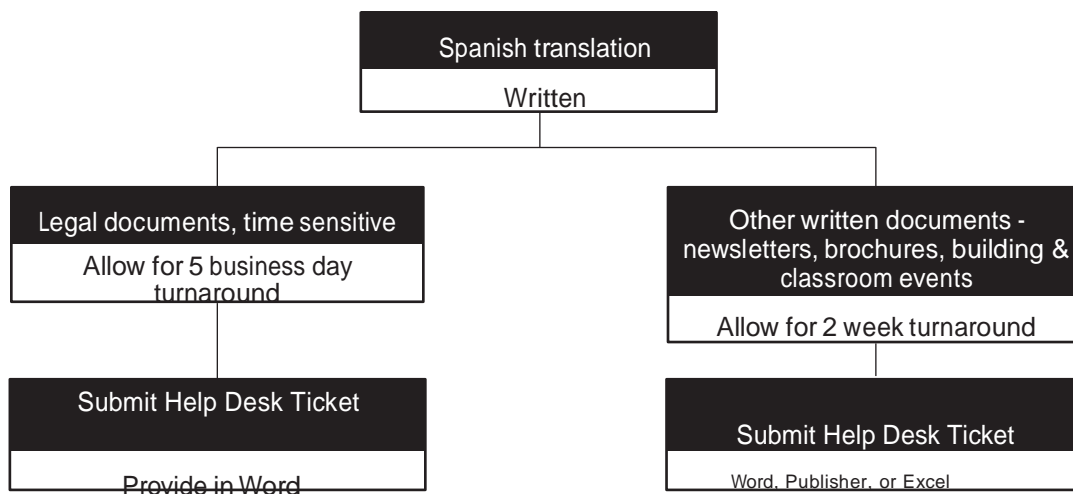 Spanish translation
Written
Legal documents, time sensitive
Allow for 5 business day
turnaround
Submit Help Desk Ticket
Provide in Word
Other written documents -
newsletters, brochures, building &
classroom events
Allow for 2 week turnaround
Submit Help Desk Ticket
Word, Publisher, or Excel